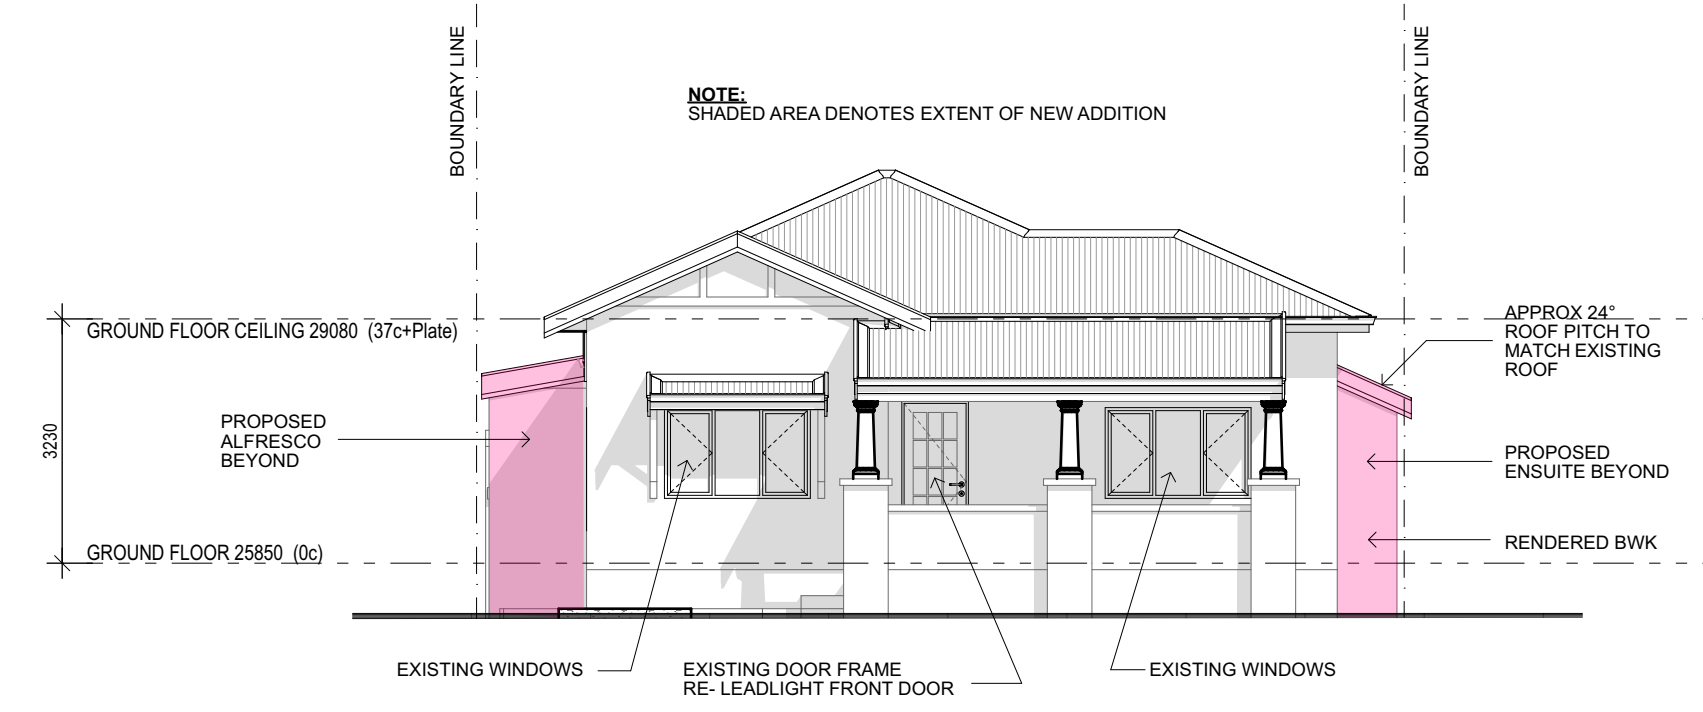 BOUNDARY LINE
BOUNDARY LINE
NOTE:
SHADED AREA DENOTES EXTENT OF NEW ADDITION
GROUND FLOOR CEILING 29080 (37c+Plate)
APPROX 24°
ROOF PITCH TO
MATCH EXISTING
ROOF
PROPOSED
ALFRESCO
BEYOND
3230
PROPOSED
ENSUITE BEYOND
GROUND FLOOR 25850 (0c)
RENDERED BWK
EXISTING WINDOWS
EXISTING DOOR FRAME
RE- LEADLIGHT FRONT DOOR
EXISTING WINDOWS